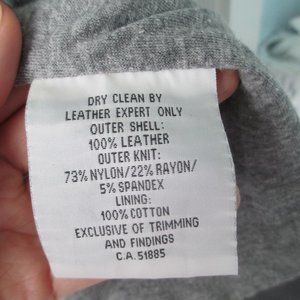 DRY CLEAN BY
LEATHER EXPERT ONLY
OUTER SHELL:
100% LEATHER
OUTER KNIT:
73% NYLON/22% RAYON/
5% SPANDEX
LINING:
100% COTTON
EXCLUSIVE OF TRIMMING
AND FINDINGS
C.A. 51885